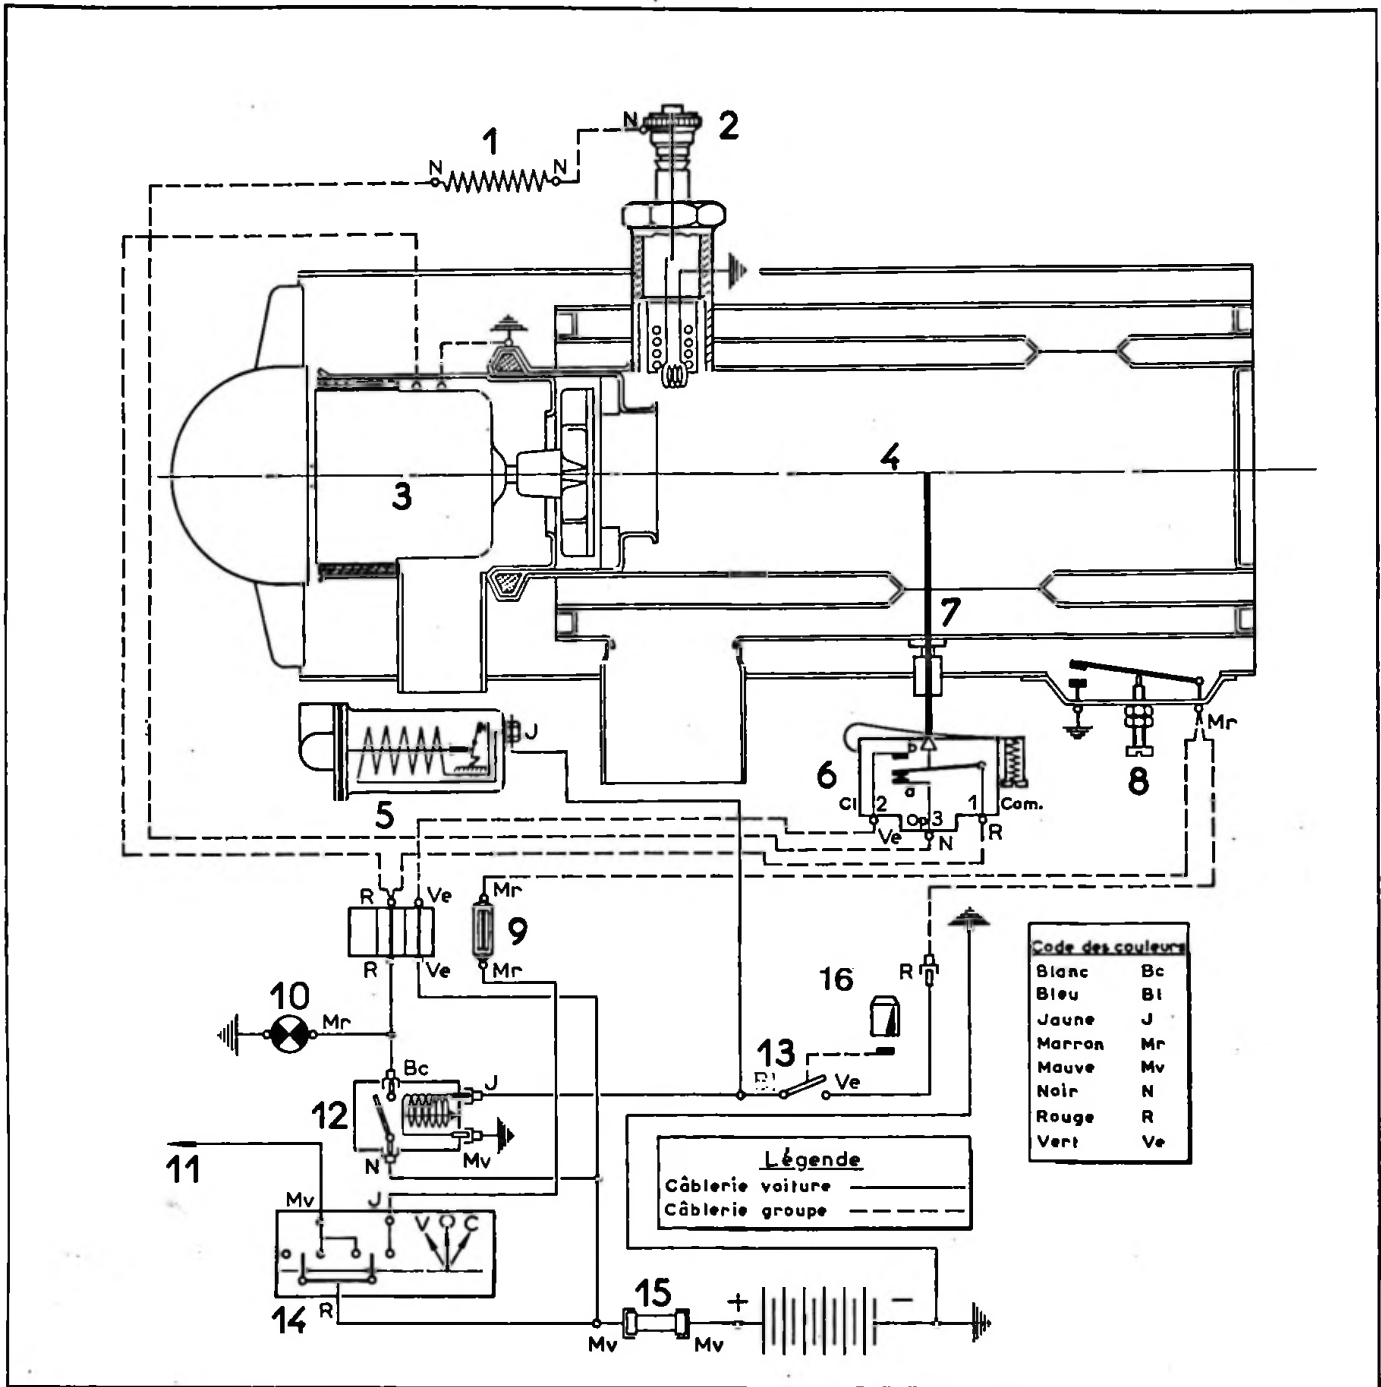 1
N
2
N
N
3
4
5
J
6
7
8
Mr
b
a
Cl
2
Op
3
1
Com.
Ve
N
R
R
Ve
Mr
9
R
Ve
Mr
10
Mr
16
R
13
Bl
Ve
Bc
J
12
Mv
N
11
Mv
J
V
O
C
14
R
15
Mv
Mv
+
−
Code des couleurs
Blanc Bc
Bleu Bl
Jaune J
Marron Mr
Mauve Mv
Noir N
Rouge R
Vert Ve
Légende
Câblerie voiture
Câblerie groupe